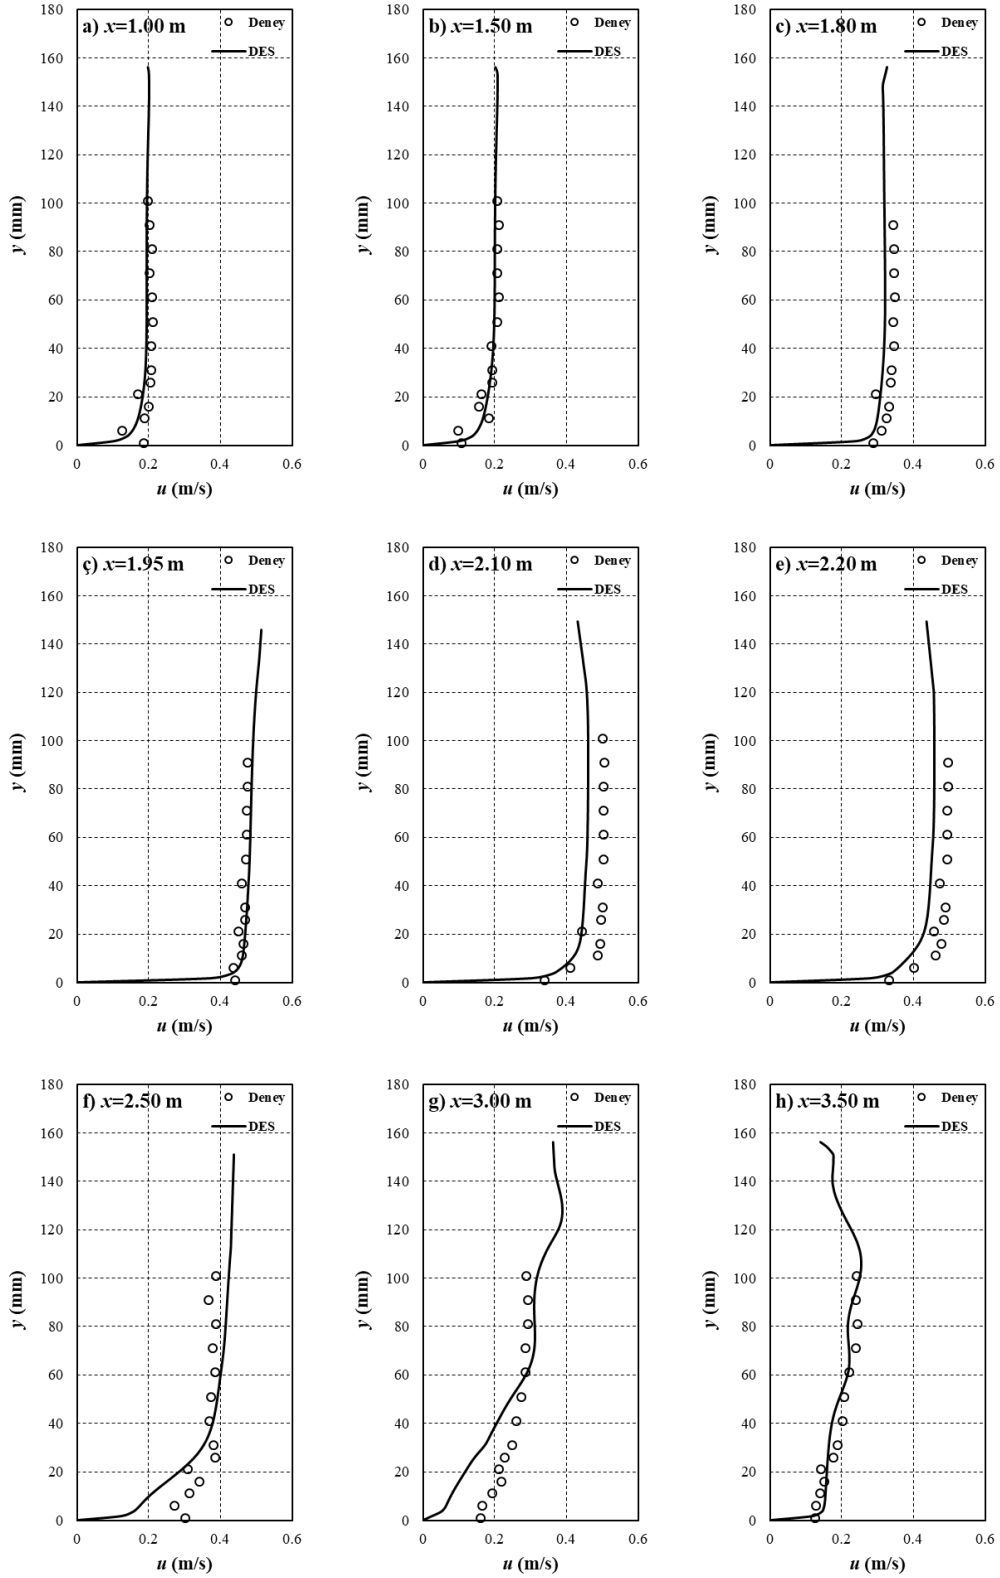 a) x=1.00 m
Deney
DES
180
160
140
120
100
80
60
40
20
0
y (mm)
0 0.2 0.4 0.6
u (m/s)
b) x=1.50 m
Deney
DES
180
160
140
120
100
80
60
40
20
0
y (mm)
0 0.2 0.4 0.6
u (m/s)
c) x=1.80 m
Deney
DES
180
160
140
120
100
80
60
40
20
0
y (mm)
0 0.2 0.4 0.6
u (m/s)
ç) x=1.95 m
Deney
DES
180
160
140
120
100
80
60
40
20
0
y (mm)
0 0.2 0.4 0.6
u (m/s)
d) x=2.10 m
Deney
DES
180
160
140
120
100
80
60
40
20
0
y (mm)
0 0.2 0.4 0.6
u (m/s)
e) x=2.20 m
Deney
DES
180
160
140
120
100
80
60
40
20
0
y (mm)
0 0.2 0.4 0.6
u (m/s)
f) x=2.50 m
Deney
DES
180
160
140
120
100
80
60
40
20
0
y (mm)
0 0.2 0.4 0.6
u (m/s)
g) x=3.00 m
Deney
DES
180
160
140
120
100
80
60
40
20
0
y (mm)
0 0.2 0.4 0.6
u (m/s)
h) x=3.50 m
Deney
DES
180
160
140
120
100
80
60
40
20
0
y (mm)
0 0.2 0.4 0.6
u (m/s)